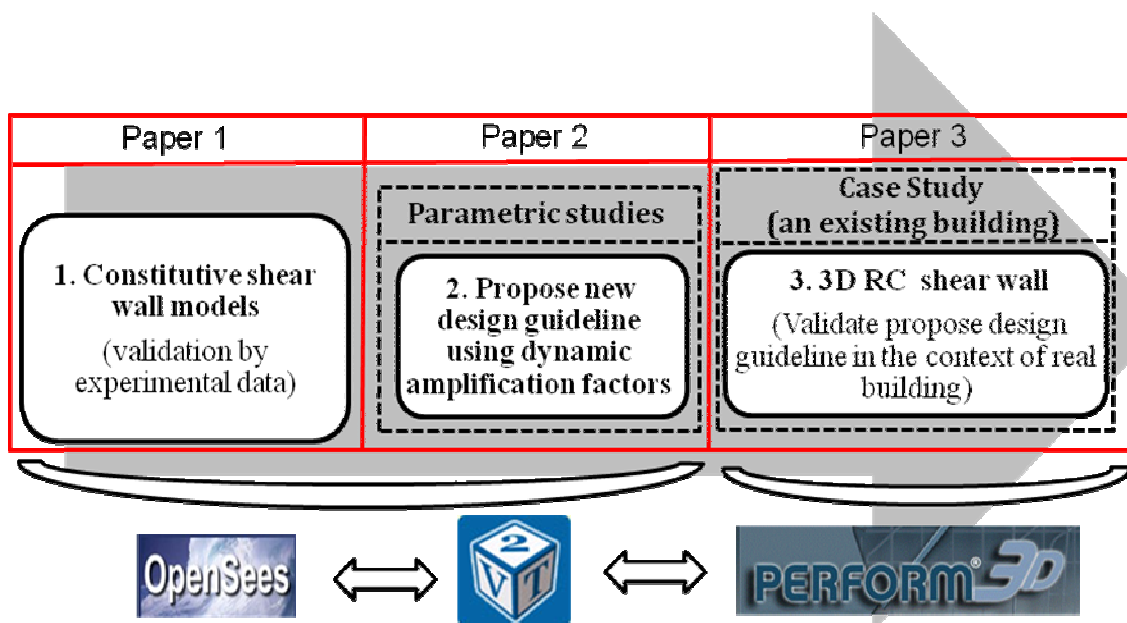 Paper 1
Paper 2
Paper 3
1. Constitutive shear
wall models
(validation by
experimental data)
Parametric studies
2. Propose new
design guideline
using dynamic
amplification factors
Case Study
(an existing building)
3. 3D RC shear wall
(Validate propose design
guideline in the context of real
building)
OpenSees
2
V T
PERFORM® 3D